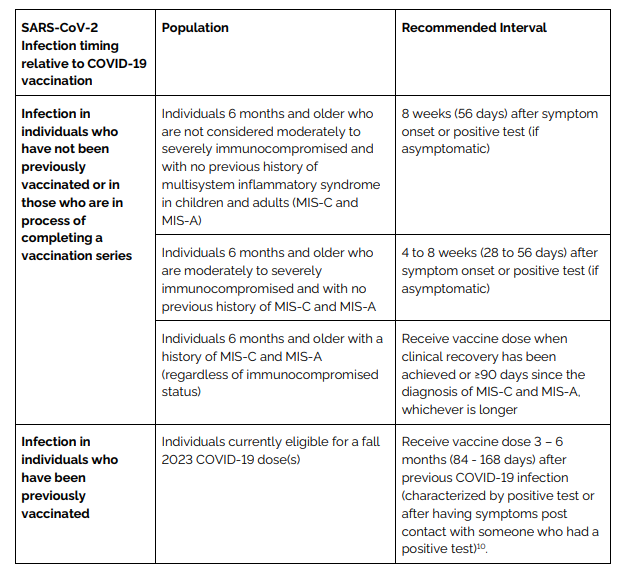 SARS-CoV-2
Infection timing
relative to COVID-19
vaccination
Population
Recommended Interval
Infection in
individuals who
have not been
previously
vaccinated or in
those who are in
process of
completing a
vaccination series
Individuals 6 months and older who
are not considered moderately to
severely immunocompromised and
with no previous history of
multisystem inflammatory syndrome
in children and adults (MIS-C and
MIS-A)
8 weeks (56 days) after symptom
onset or positive test (if
asymptomatic)
Individuals 6 months and older who
are moderately to severely
immunocompromised and with no
previous history of MIS-C and MIS-A
4 to 8 weeks (28 to 56 days) after
symptom onset or positive test (if
asymptomatic)
Individuals 6 months and older with a
history of MIS-C and MIS-A
(regardless of immunocompromised
status)
Receive vaccine dose when
clinical recovery has been
achieved or ≥90 days since the
diagnosis of MIS-C and MIS-A,
whichever is longer
Infection in
individuals who
have been
previously
vaccinated
Individuals currently eligible for a fall
2023 COVID-19 dose(s)
Receive vaccine dose 3 – 6
months (84 - 168 days) after
previous COVID-19 infection
(characterized by positive test or
after having symptoms post
contact with someone who had a
positive test)¹⁰.